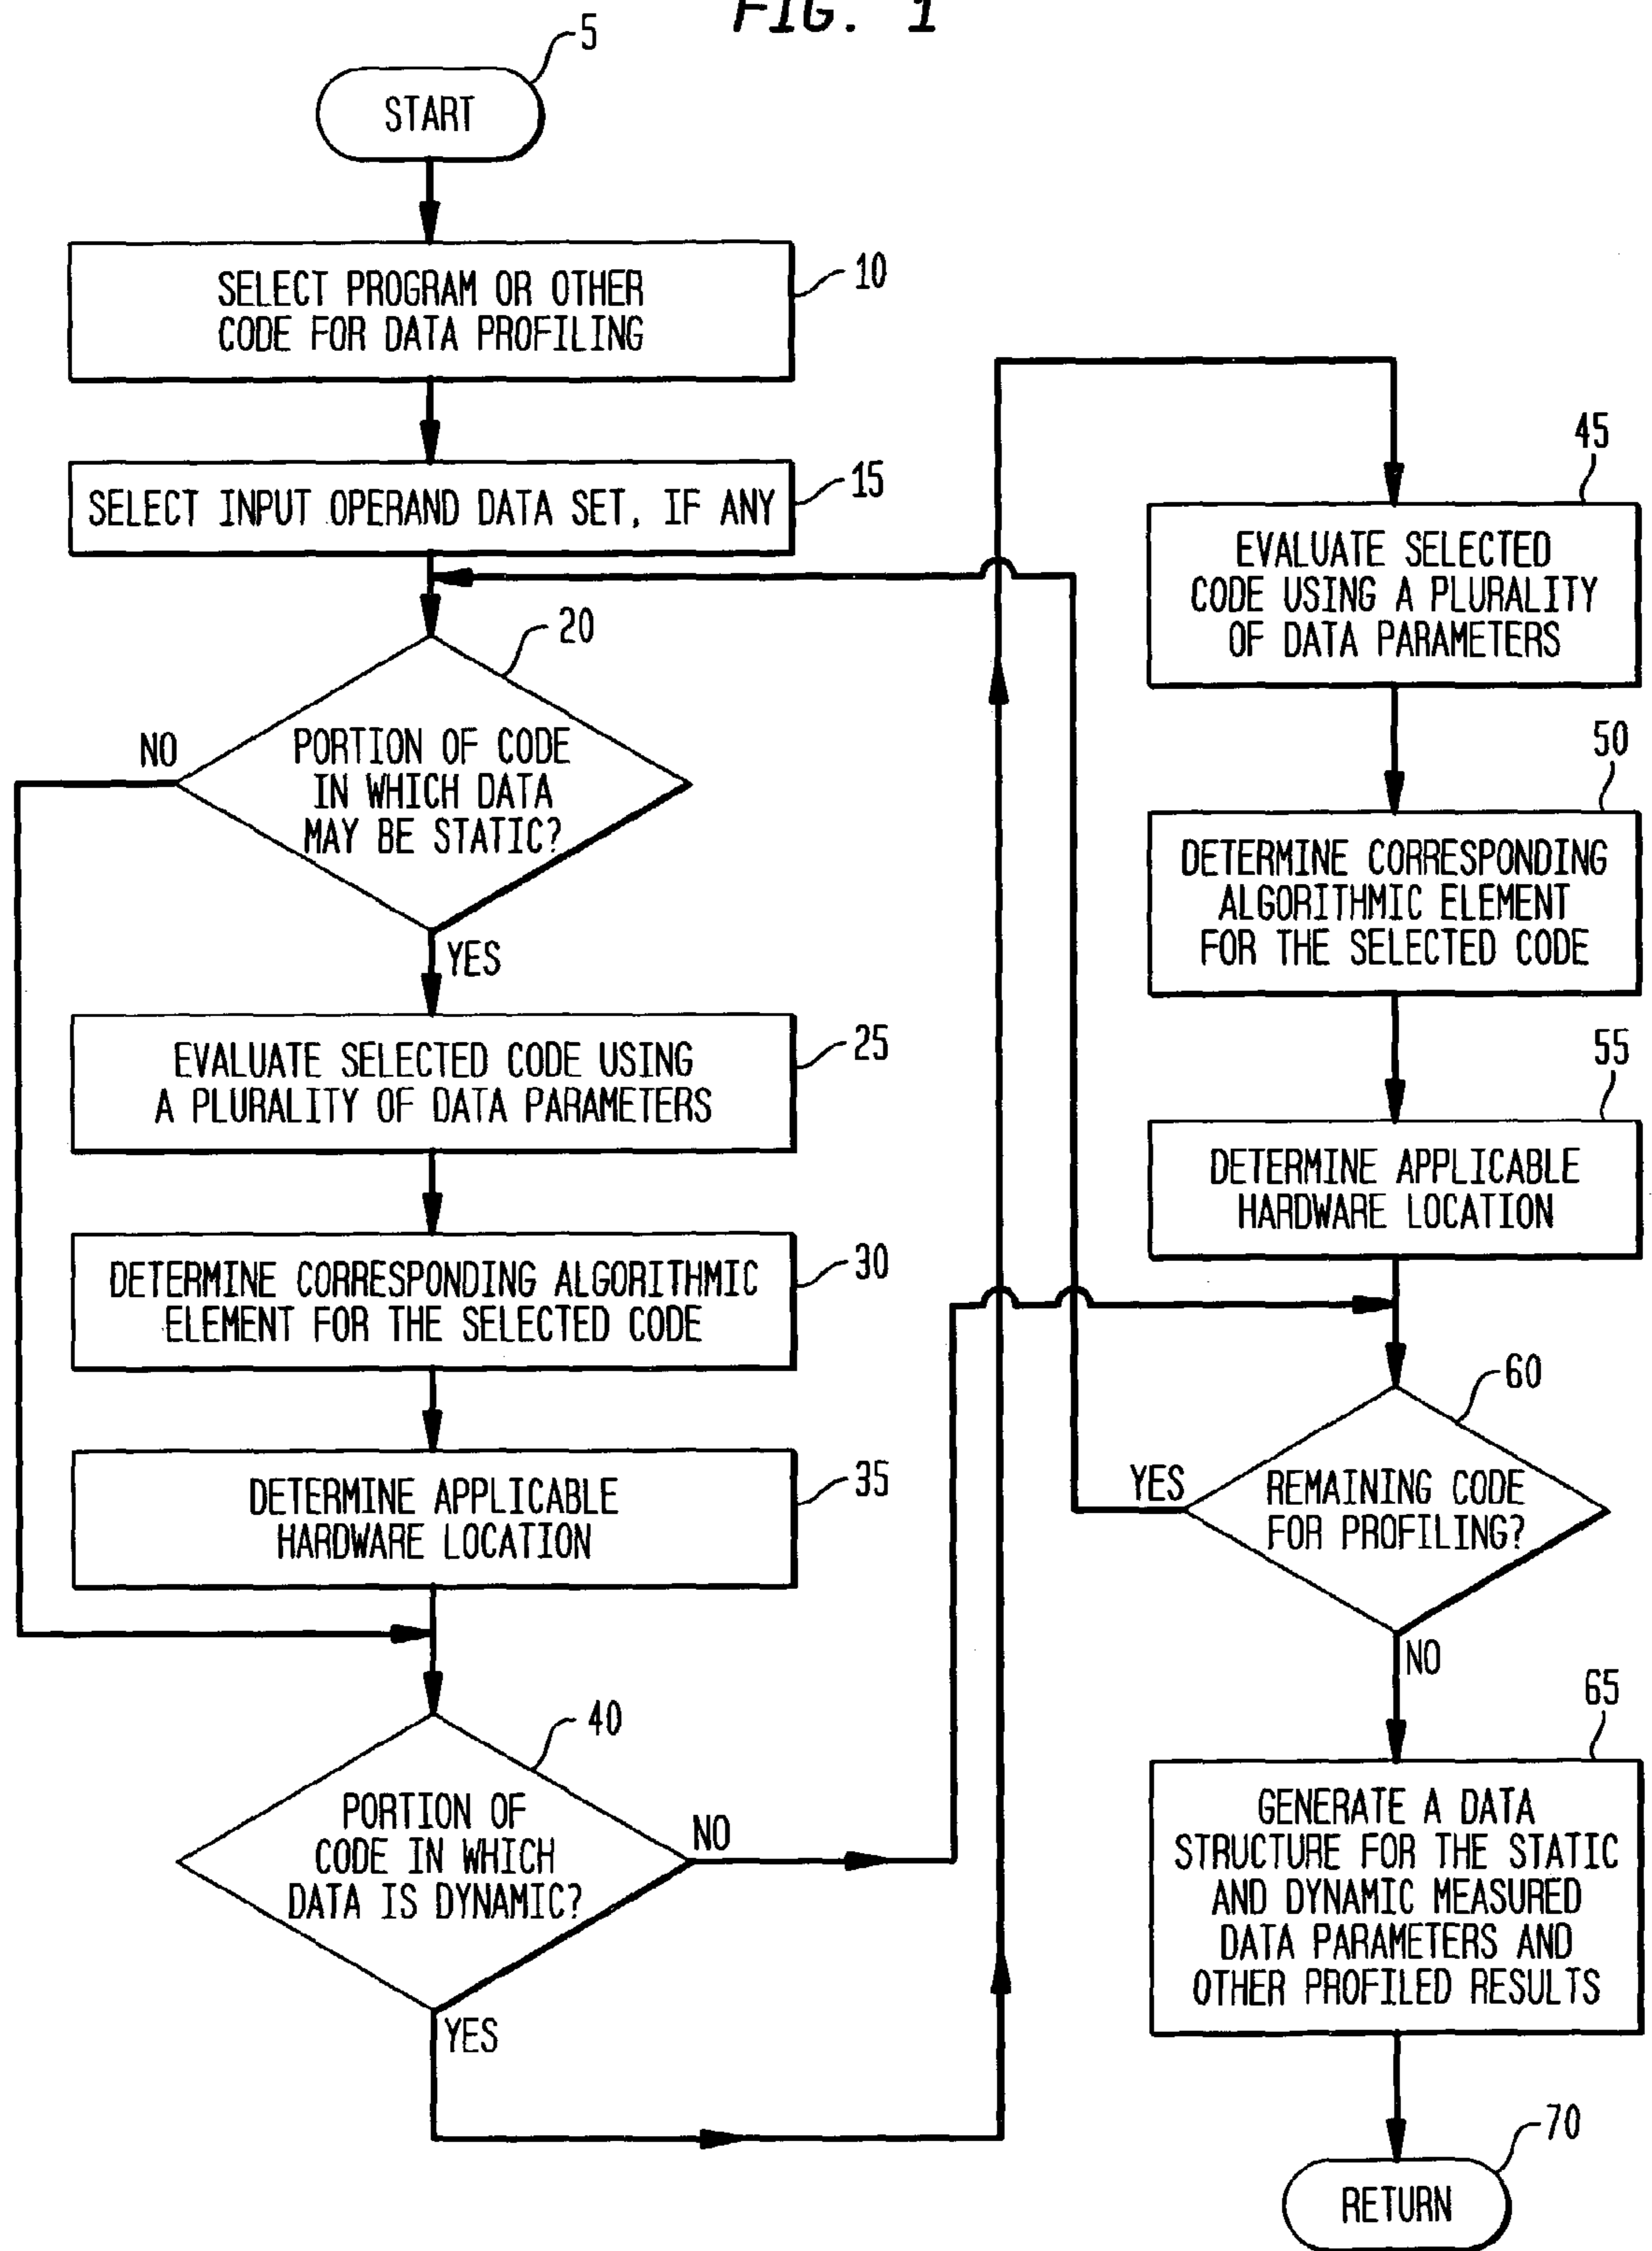 FIG. 1
5
START
10
SELECT PROGRAM OR OTHER
CODE FOR DATA PROFILING
15
SELECT INPUT OPERAND DATA SET, IF ANY
20
PORTION OF CODE
IN WHICH DATA
MAY BE STATIC?
NO
YES
25
EVALUATE SELECTED CODE USING
A PLURALITY OF DATA PARAMETERS
30
DETERMINE CORRESPONDING ALGORITHMIC
ELEMENT FOR THE SELECTED CODE
35
DETERMINE APPLICABLE
HARDWARE LOCATION
40
PORTION OF
CODE IN WHICH
DATA IS DYNAMIC?
NO
YES
45
EVALUATE SELECTED
CODE USING A PLURALITY
OF DATA PARAMETERS
50
DETERMINE CORRESPONDING
ALGORITHMIC ELEMENT
FOR THE SELECTED CODE
55
DETERMINE APPLICABLE
HARDWARE LOCATION
60
REMAINING CODE
FOR PROFILING?
YES
NO
65
GENERATE A DATA
STRUCTURE FOR THE STATIC
AND DYNAMIC MEASURED
DATA PARAMETERS AND
OTHER PROFILED RESULTS
70
RETURN